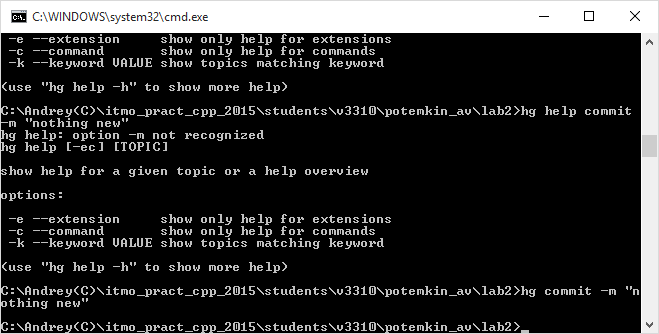 C:\WINDOWS\system32\cmd.exe
-e --extension     show only help for extensions
-c --command       show only help for commands
-k --keyword VALUE show topics matching keyword
(use "hg help -h" to show more help)
C:\Andrey(C)\itmo_pract_cpp_2015\students\v3310\potemkin_av\lab2>hg help commit
-m "nothing new"
hg help: option -m not recognized
hg help [-ec] [TOPIC]
show help for a given topic or a help overview
options:
-e --extension     show only help for extensions
-c --command       show only help for commands
-k --keyword VALUE show topics matching keyword
(use "hg help -h" to show more help)
C:\Andrey(C)\itmo_pract_cpp_2015\students\v3310\potemkin_av\lab2>hg commit -m "n
othing new"
C:\Andrey(C)\itmo_pract_cpp_2015\students\v3310\potemkin_av\lab2>